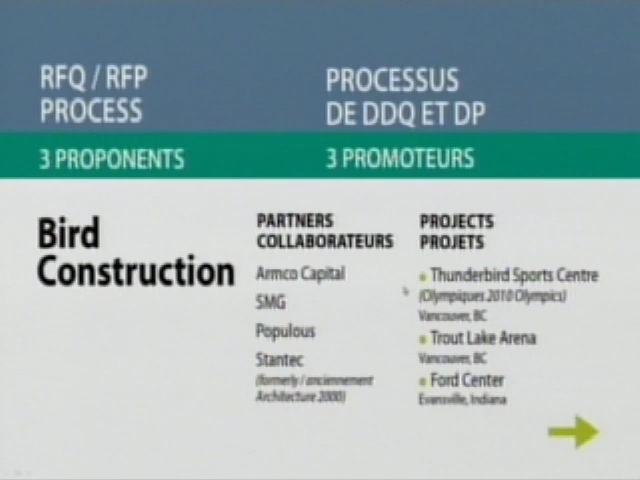 RFQ / RFP
PROCESS
PROCESSUS
DE DDQ ET DP
3 PROPONENTS
3 PROMOTEURS
Bird
Construction
PARTNERS
COLLABORATEURS
Armco Capital
SMG
Populous
Stantec
(formerly / anciennement
Architecture 2000)
PROJECTS
PROJETS
Thunderbird Sports Centre
(Olympiques 2010 Olympics)
Vancouver, BC
Trout Lake Arena
Vancouver, BC
Ford Center
Evansville, Indiana